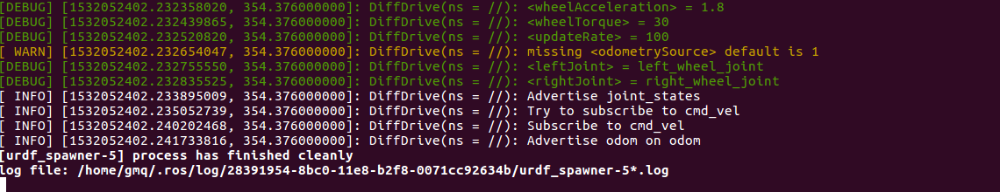 [DEBUG] [1532052402.232358020, 354.376000000]: DiffDrive(ns = //): <wheelAcceleration> = 1.8
[DEBUG] [1532052402.232439865, 354.376000000]: DiffDrive(ns = //): <wheelTorque> = 30
[DEBUG] [1532052402.232520820, 354.376000000]: DiffDrive(ns = //): <updateRate> = 100
[ WARN] [1532052402.232654047, 354.376000000]: DiffDrive(ns = //): missing <odometrySource> default is 1
[DEBUG] [1532052402.232755550, 354.376000000]: DiffDrive(ns = //): <leftJoint> = left_wheel_joint
[DEBUG] [1532052402.232835525, 354.376000000]: DiffDrive(ns = //): <rightJoint> = right_wheel_joint
[ INFO] [1532052402.233895009, 354.376000000]: DiffDrive(ns = //): Advertise joint_states
[ INFO] [1532052402.235052739, 354.376000000]: DiffDrive(ns = //): Try to subscribe to cmd_vel
[ INFO] [1532052402.240202468, 354.376000000]: DiffDrive(ns = //): Subscribe to cmd_vel
[ INFO] [1532052402.241733816, 354.376000000]: DiffDrive(ns = //): Advertise odom on odom
[urdf_spawner-5] process has finished cleanly
log file: /home/gmq/.ros/log/28391954-8bc0-11e8-b2f8-0071cc92634b/urdf_spawner-5*.log